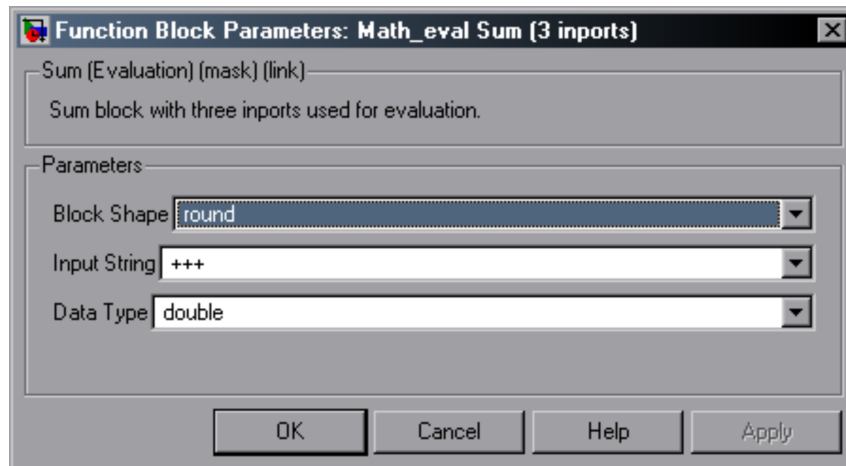 Function Block Parameters: Math_eval Sum (3 inports)
Sum (Evaluation) (mask) (link)
Sum block with three inports used for evaluation.
Parameters
Block Shape round
Input String +++
Data Type double
OK Cancel Help Apply